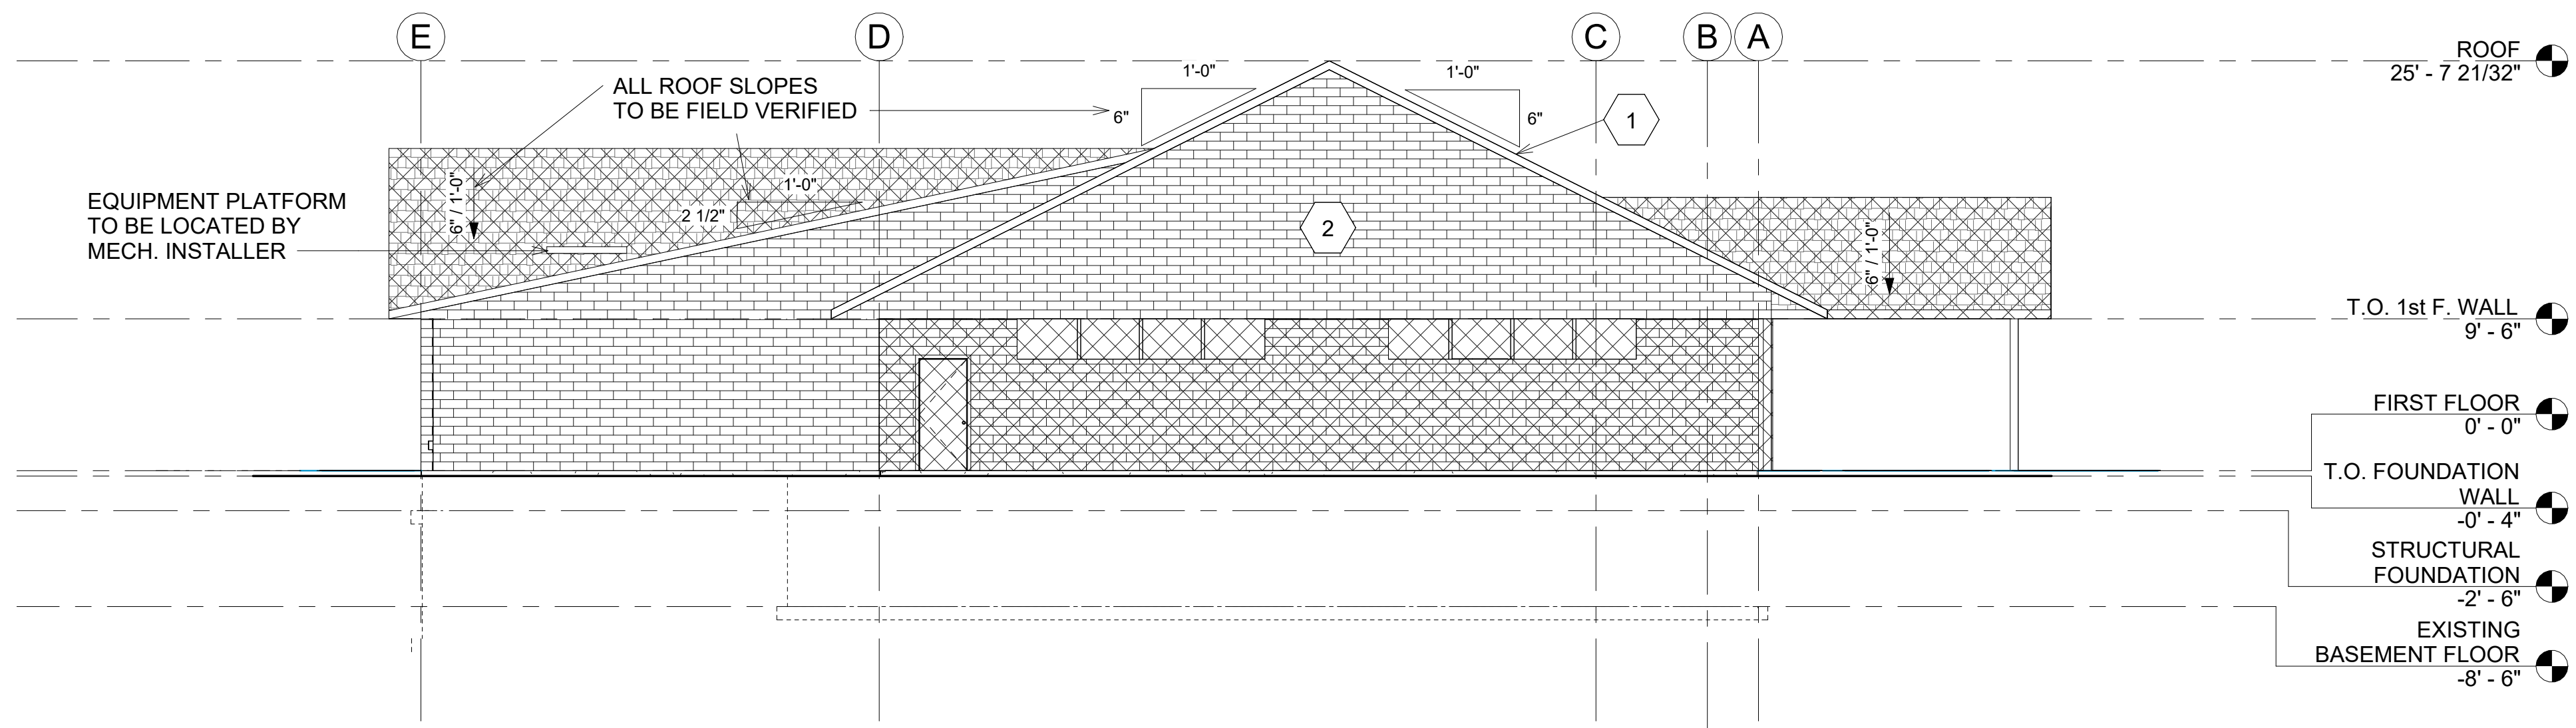 E
D
C
B
A
ROOF
25' - 7 21/32"
ALL ROOF SLOPES
TO BE FIELD VERIFIED
1'-0"
6"
1'-0"
6"
1
6" / 1'-0"
1'-0"
2 1/2"
EQUIPMENT PLATFORM
TO BE LOCATED BY
MECH. INSTALLER
2
6" / 1'-0"
T.O. 1st F. WALL
9' - 6"
FIRST FLOOR
0' - 0"
T.O. FOUNDATION
WALL
-0' - 4"
STRUCTURAL
FOUNDATION
-2' - 6"
EXISTING
BASEMENT FLOOR
-8' - 6"